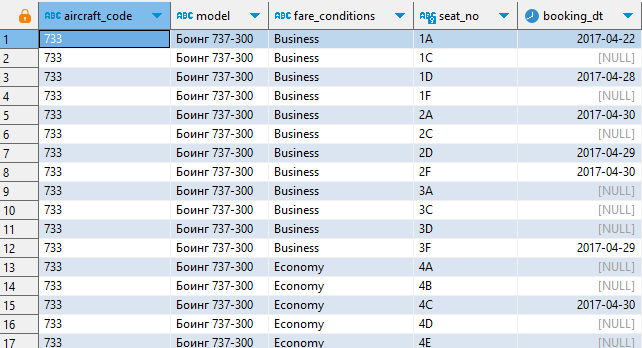 ABC aircraft_code ABC model ABC fare_conditions ABC seat_no booking_dt
1 733 Боинг 737-300 Business 1A 2017-04-22
2 733 Боинг 737-300 Business 1C [NULL]
3 733 Боинг 737-300 Business 1D 2017-04-28
4 733 Боинг 737-300 Business 1F [NULL]
5 733 Боинг 737-300 Business 2A 2017-04-30
6 733 Боинг 737-300 Business 2C [NULL]
7 733 Боинг 737-300 Business 2D 2017-04-29
8 733 Боинг 737-300 Business 2F 2017-04-30
9 733 Боинг 737-300 Business 3A [NULL]
10 733 Боинг 737-300 Business 3C [NULL]
11 733 Боинг 737-300 Business 3D [NULL]
12 733 Боинг 737-300 Business 3F 2017-04-29
13 733 Боинг 737-300 Economy 4A [NULL]
14 733 Боинг 737-300 Economy 4B [NULL]
15 733 Боинг 737-300 Economy 4C 2017-04-30
16 733 Боинг 737-300 Economy 4D [NULL]
17 733 Боинг 737-300 Economy 4E [NULL]